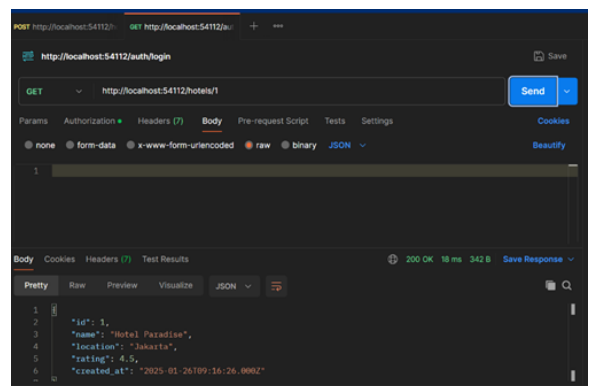 POST http://localhost:54112/h GET http://localhost:54112/au + •••
http://localhost:54112/auth/login Save
GET http://localhost:54112/hotels/1 Send
Params Authorization Headers (7) Body Pre-request Script Tests Settings Cookies
none form-data x-www-form-urlencoded raw binary JSON Beautify
1
Body Cookies Headers (7) Test Results 200 OK 18 ms 342 B Save Response
Pretty Raw Preview Visualize JSON
1 {
2 "id": 1,
3 "name": "Hotel Paradise",
4 "location": "Jakarta",
5 "rating": 4.5,
6 "created_at": "2025-01-26T09:16:26.000Z"